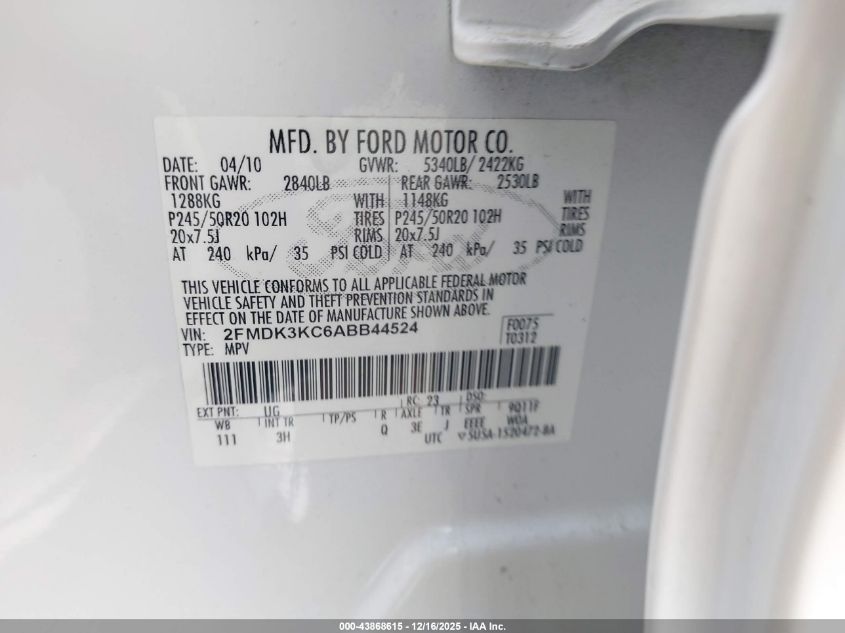 MFD. BY FORD MOTOR CO.
DATE: 04/10 GVWR: 5340LB/ 2422KG
FRONT GAWR: 2840LB REAR GAWR: 2530LB
1288KG WITH 1148KG WITH
P245/50R20 102H TIRES P245/50R20 102H TIRES
20x7.5J RIMS 20x7.5J RIMS
AT 240 kPa/ 35 PSI COLD AT 240 kPa/ 35 PSI COLD
THIS VEHICLE CONFORMS TO ALL APPLICABLE FEDERAL MOTOR
VEHICLE SAFETY AND THEFT PREVENTION STANDARDS IN
EFFECT ON THE DATE OF MANUFACTURE SHOWN ABOVE.
VIN: 2FMDK3KC6ABB44524 F0075
TYPE: MPV T0312
EXT PNT: UG RC: 23 DSO:
WB INT TR TP/PS R AXLE TR SPR 9Q11F
111 3H Q 3E J EEEE WOA
UTC 5USA-1520472-BA
000-43868615 - 12/16/2025 - IAA Inc.